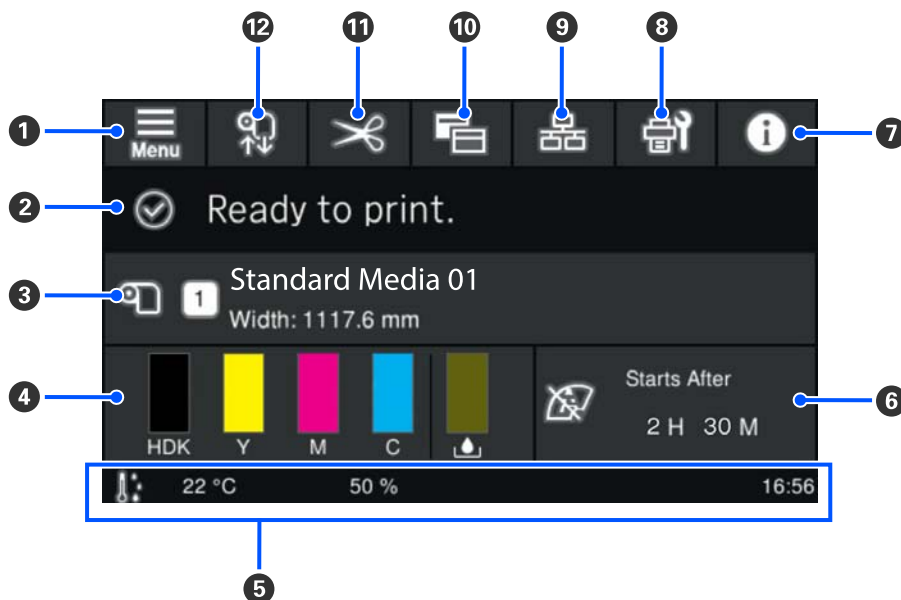 12 11 10 9 8
1 Menu 7
2 Ready to print.
3 1 Standard Media 01
Width: 1117.6 mm
4 Starts After 6
2 H 30 M
HDK Y M C
22 °C 50 % 16:56
5